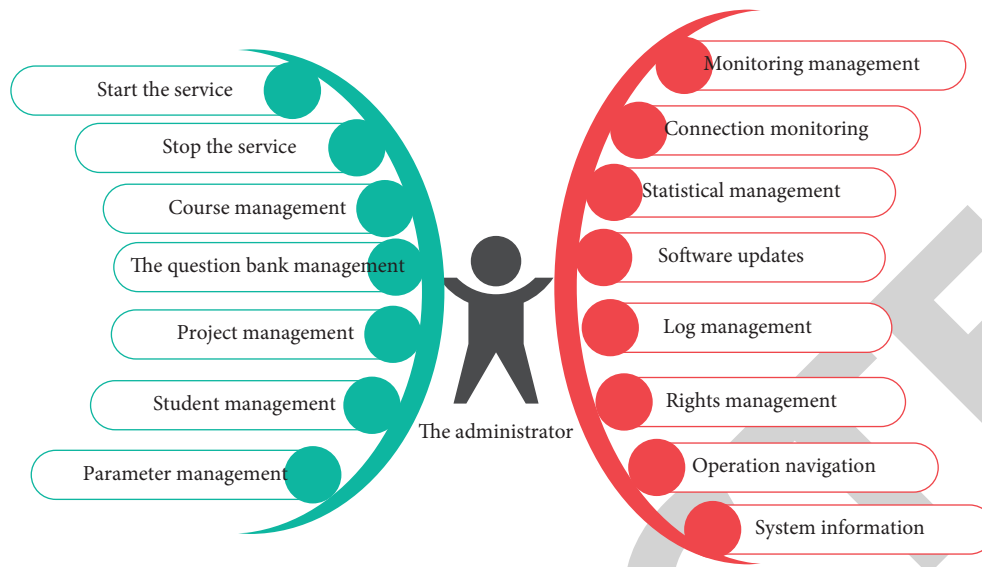 Start the service
Stop the service
Course management
The question bank management
Project management
Student management
Parameter management
The administrator
Monitoring management
Connection monitoring
Statistical management
Software updates
Log management
Rights management
Operation navigation
System information